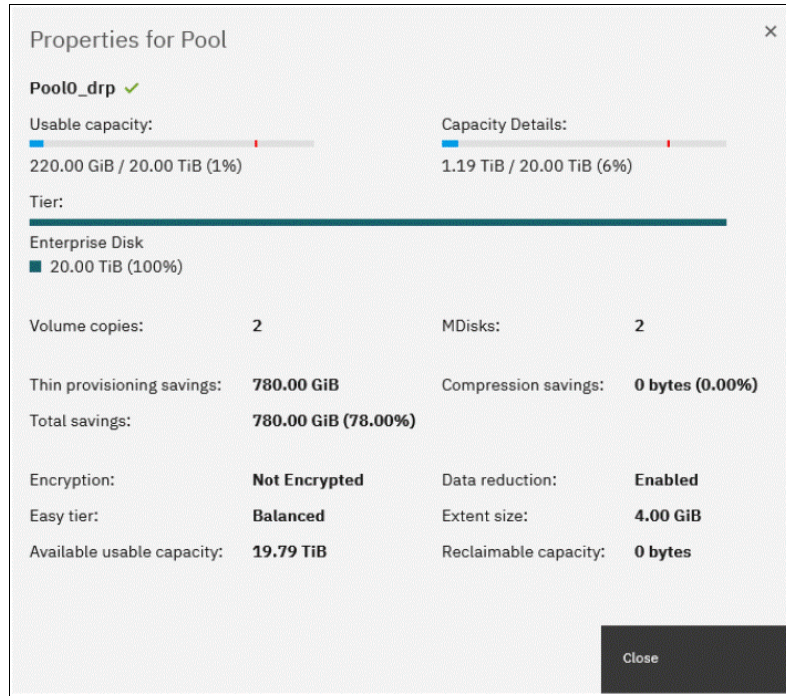 Properties for Pool
Pool0_drp
Usable capacity: Capacity Details:
220.00 GiB / 20.00 TiB (1%) 1.19 TiB / 20.00 TiB (6%)
Tier:
Enterprise Disk
20.00 TiB (100%)
Volume copies: 2 MDisks: 2
Thin provisioning savings: 780.00 GiB Compression savings: 0 bytes (0.00%)
Total savings: 780.00 GiB (78.00%)
Encryption: Not Encrypted Data reduction: Enabled
Easy tier: Balanced Extent size: 4.00 GiB
Available usable capacity: 19.79 TiB Reclaimable capacity: 0 bytes
Close